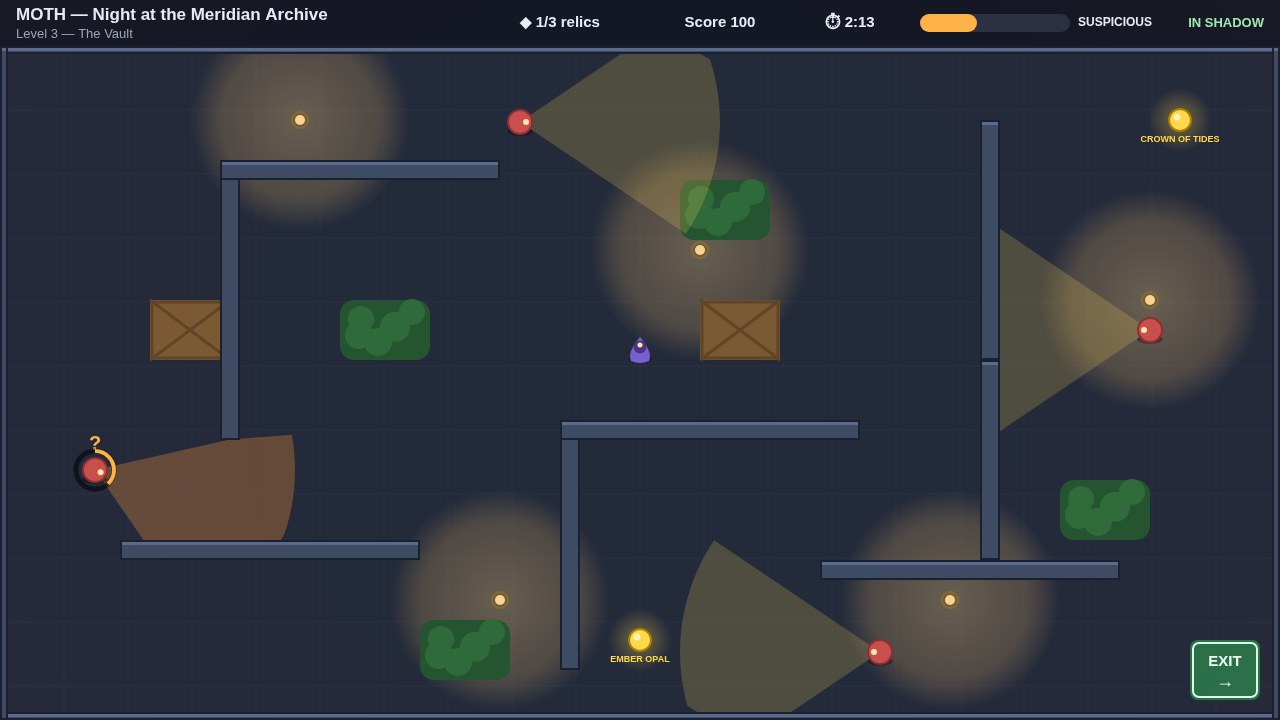 MOTH — Night at the Meridian Archive
Level 3 — The Vault
◆ 1/3 relics
Score 100
⏱ 2:13
SUSPICIOUS
IN SHADOW
CROWN OF TIDES
?
EMBER OPAL
EXIT
→